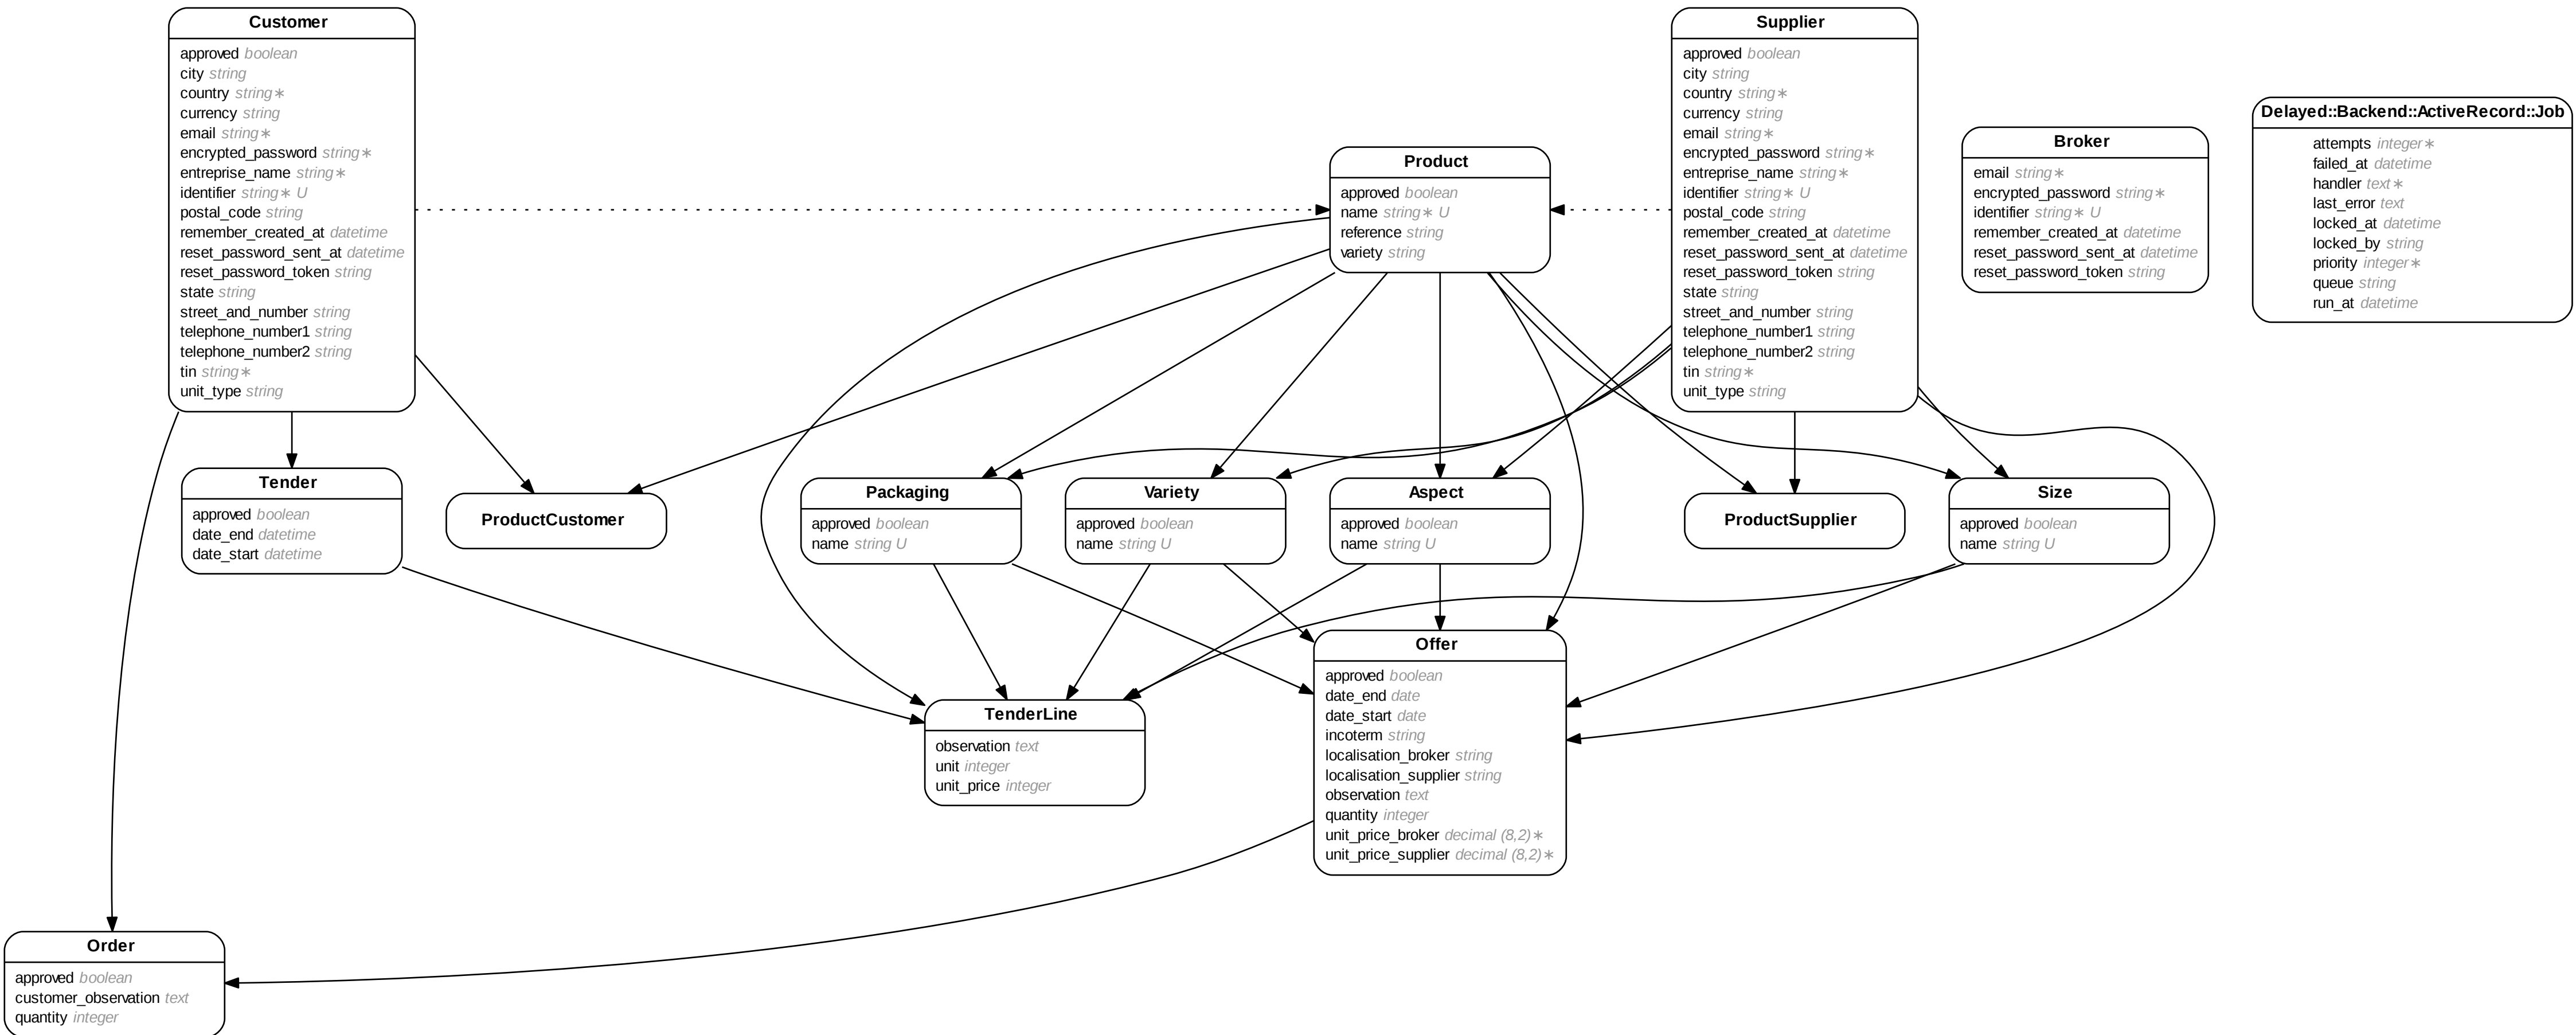 Customer
approved boolean
city string
country string∗
currency string
email string∗
encrypted_password string∗
entreprise_name string∗
identifier string∗ U
postal_code string
remember_created_at datetime
reset_password_sent_at datetime
reset_password_token string
state string
street_and_number string
telephone_number1 string
telephone_number2 string
tin string∗
unit_type string
Product
approved boolean
name string∗ U
reference string
variety string
Supplier
approved boolean
city string
country string∗
currency string
email string∗
encrypted_password string∗
entreprise_name string∗
identifier string∗ U
postal_code string
remember_created_at datetime
reset_password_sent_at datetime
reset_password_token string
state string
street_and_number string
telephone_number1 string
telephone_number2 string
tin string∗
unit_type string
Broker
email string∗
encrypted_password string∗
identifier string∗ U
remember_created_at datetime
reset_password_sent_at datetime
reset_password_token string
Delayed::Backend::ActiveRecord::Job
attempts integer∗
failed_at datetime
handler text∗
last_error text
locked_at datetime
locked_by string
priority integer∗
queue string
run_at datetime
Tender
approved boolean
date_end datetime
date_start datetime
ProductCustomer
Packaging
approved boolean
name string U
Variety
approved boolean
name string U
Aspect
approved boolean
name string U
ProductSupplier
Size
approved boolean
name string U
TenderLine
observation text
unit integer
unit_price integer
Offer
approved boolean
date_end date
date_start date
incoterm string
localisation_broker string
localisation_supplier string
observation text
quantity integer
unit_price_broker decimal (8,2)∗
unit_price_supplier decimal (8,2)∗
Order
approved boolean
customer_observation text
quantity integer